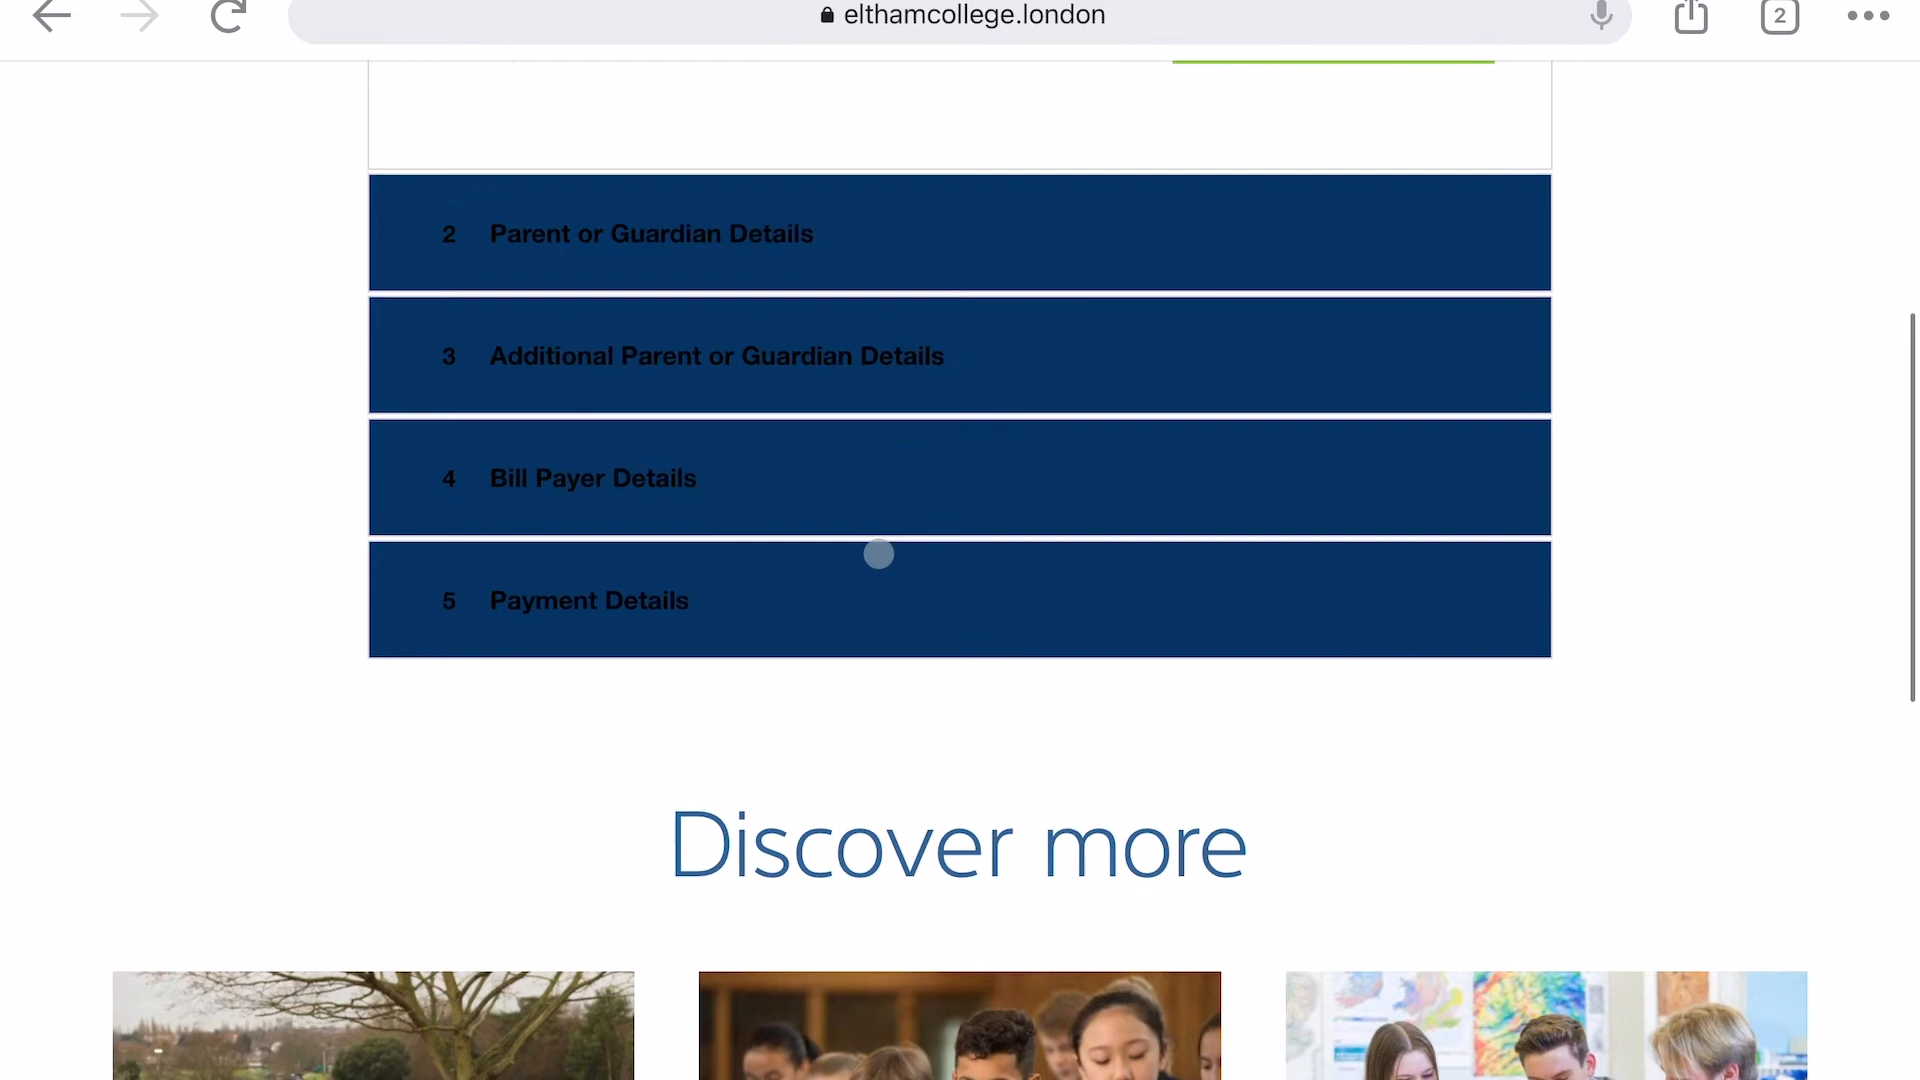 elthamcollege.london
2
2 Parent or Guardian Details
3 Additional Parent or Guardian Details
4 Bill Payer Details
5 Payment Details
Discover more